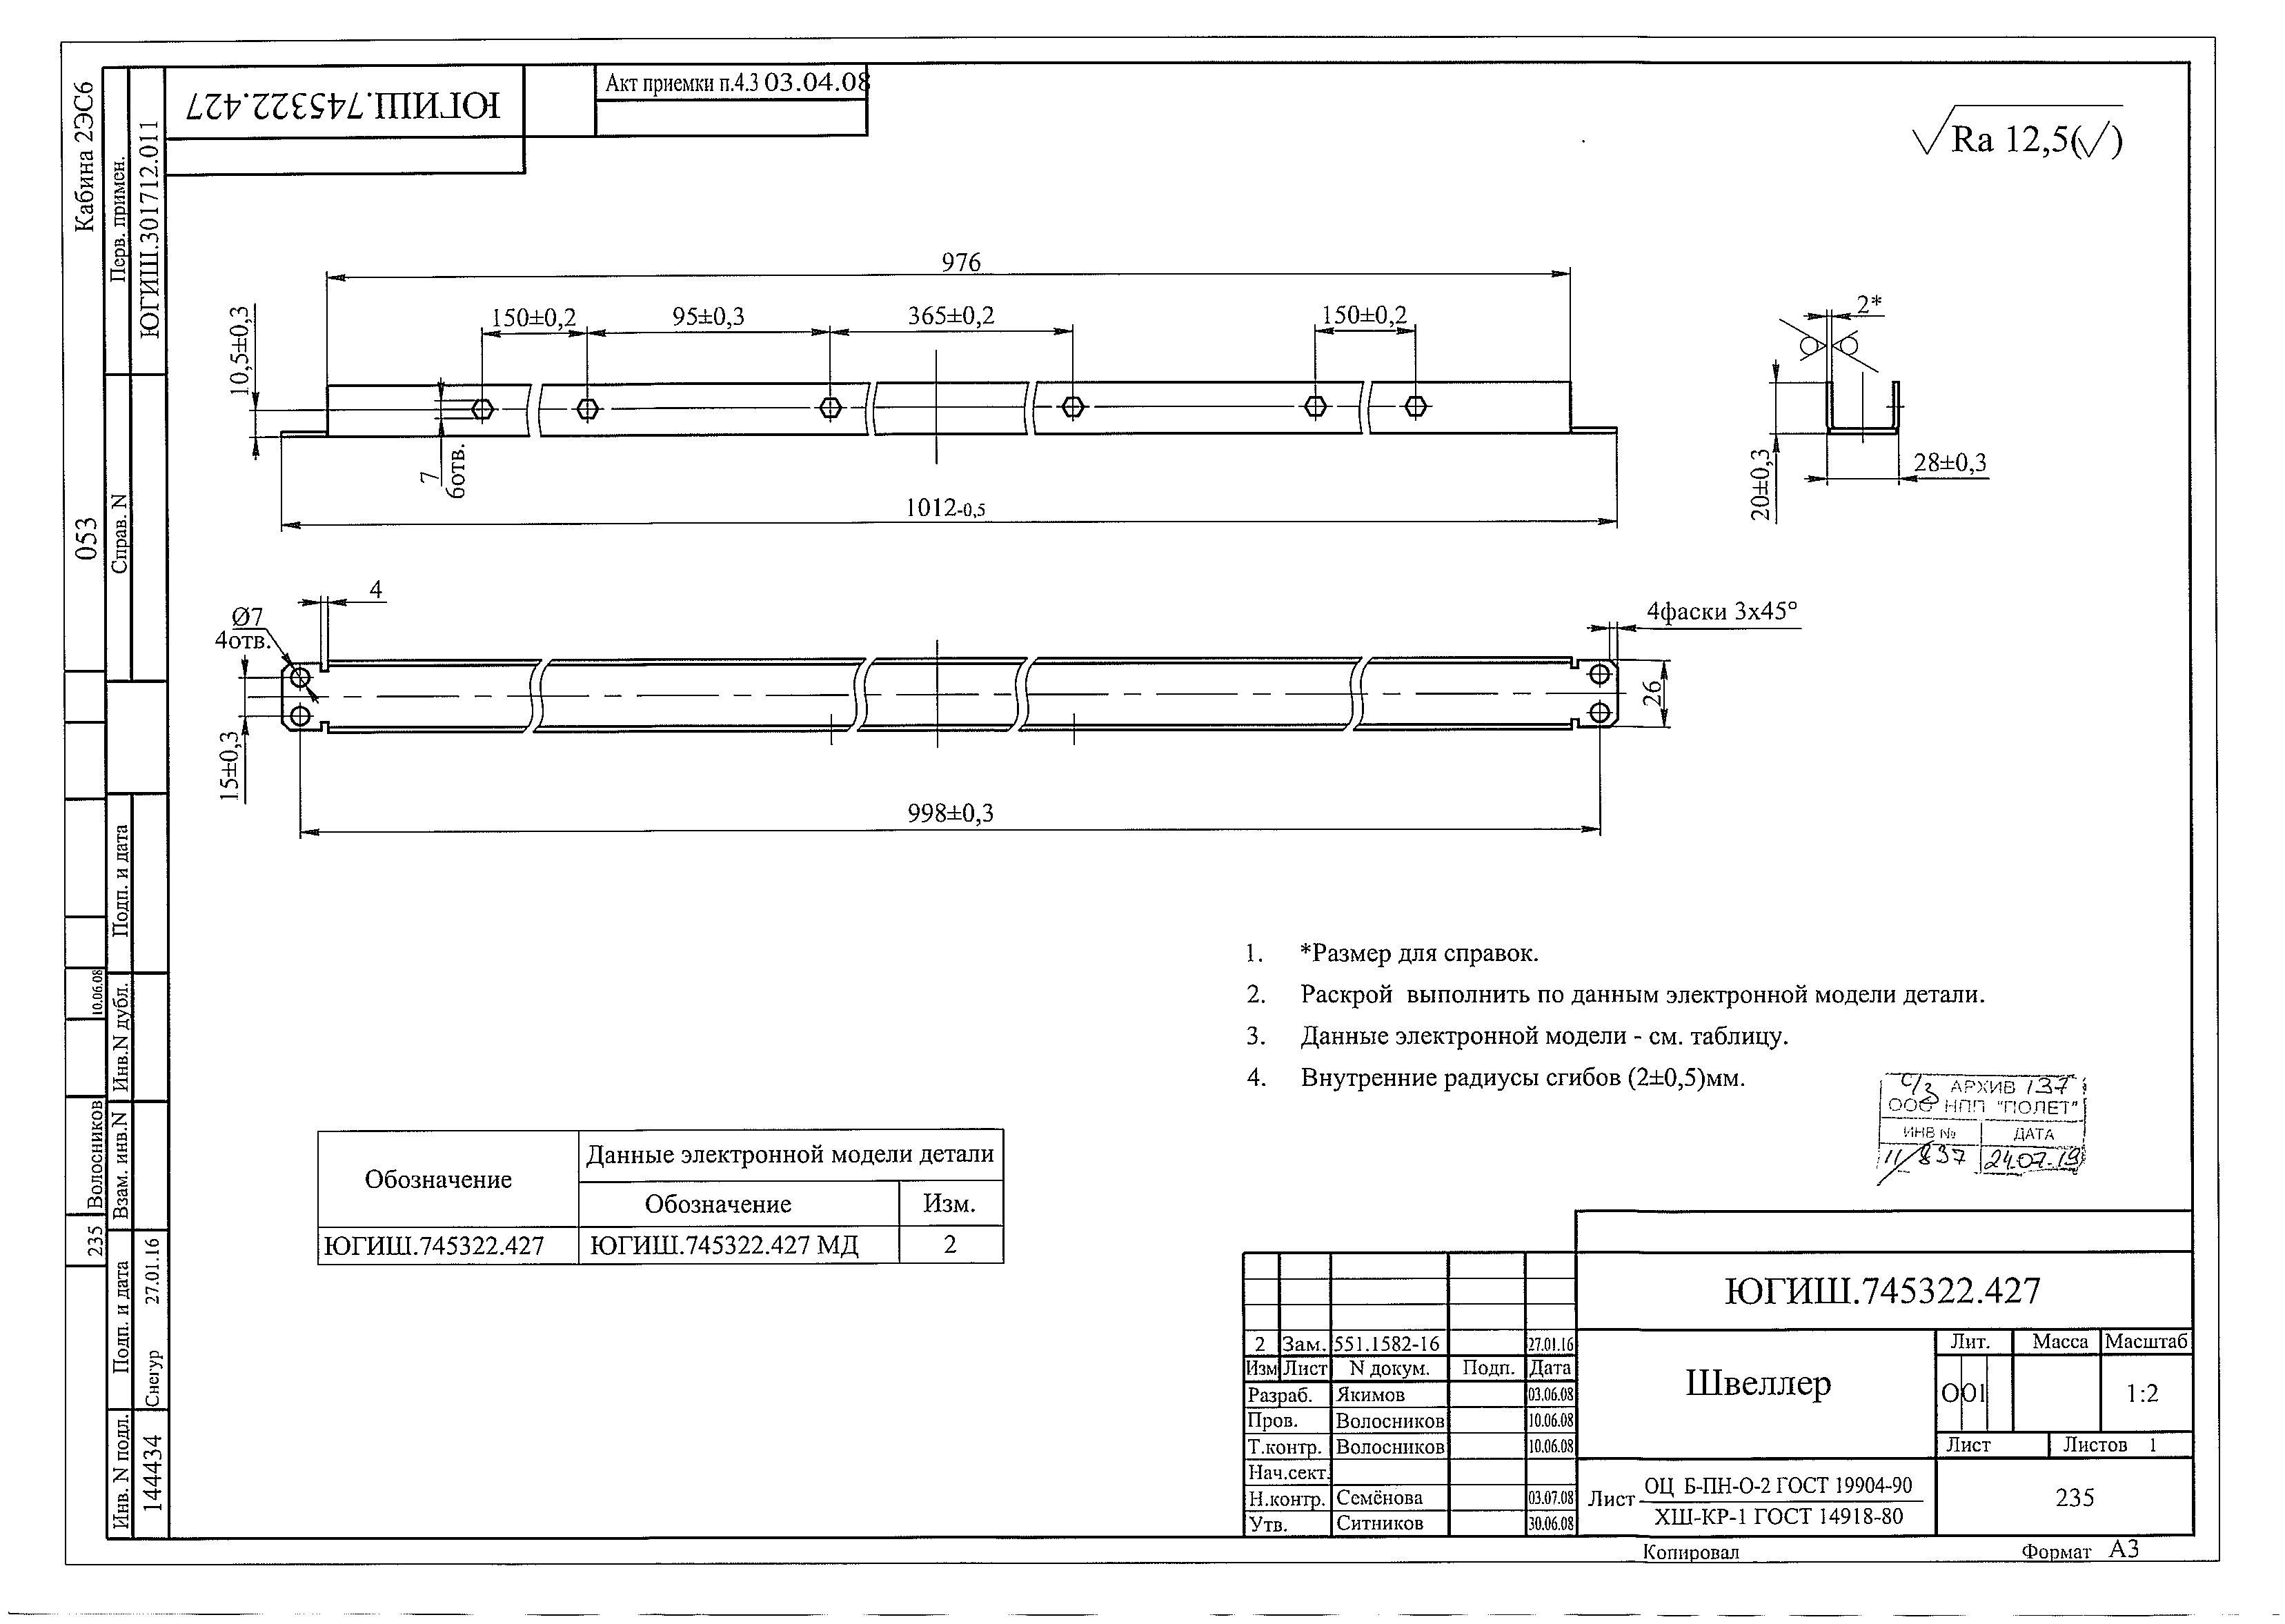 ЮГИШ.745322.427
Акт приемки п.4.3 03.04.08
Ra 12,5(√)
Кабина 2ЭС6
Перв. примен.
ЮГИШ.301712.011
053
Справ. N
976
150±0,2
95±0,3
365±0,2
150±0,2
10,5±0,3
7
6отв.
1012-0,5
2*
20±0,3
28±0,3
4
Ø7
4отв.
15±0,3
998±0,3
4фаски 3х45°
26
1. *Размер для справок.
2. Раскрой выполнить по данным электронной модели детали.
3. Данные электронной модели - см. таблицу.
4. Внутренние радиусы сгибов (2±0,5)мм.
С/З АРХИВ 137
ООО НПП "ПОЛЕТ"
ИНВ № ДАТА
11/837 24.07.19
Обозначение
Данные электронной модели детали
Обозначение Изм.
ЮГИШ.745322.427 ЮГИШ.745322.427 МД 2
Подп. и дата
Инв.N дубл.
10.06.08
Взам. инв.N
Волосников
235
Подп. и дата
Снегур 27.01.16
Инв. N подл.
144434
ЮГИШ.745322.427
2 Зам. 551.1582-16 27.01.16
Изм Лист N докум. Подп. Дата
Разраб. Якимов 03.06.08
Пров. Волосников 10.06.08
Т.контр. Волосников 10.06.08
Нач.сект.
Н.контр. Семёнова 03.07.08
Утв. Ситников 30.06.08
Швеллер
Лит. Масса Масштаб
О О1 1:2
Лист Листов 1
Лист ОЦ Б-ПН-О-2 ГОСТ 19904-90
ХШ-КР-1 ГОСТ 14918-80
235
Копировал Формат А3